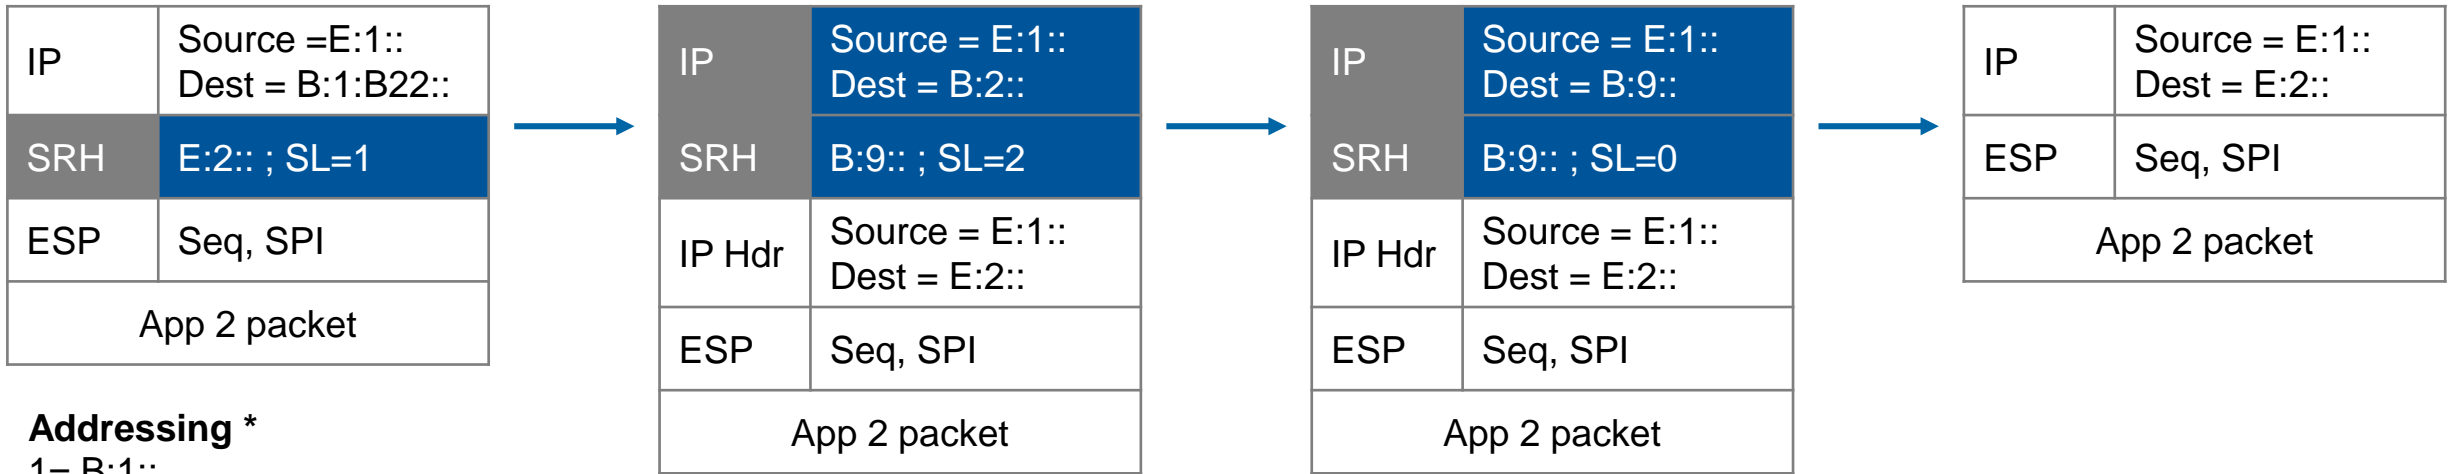 IP
Source =E:1::
Dest = B:1:B22::
SRH
E:2:: ; SL=1
ESP
Seq, SPI
App 2 packet
IP
Source = E:1::
Dest = B:2::
SRH
B:9:: ; SL=2
IP Hdr
Source = E:1::
Dest = E:2::
ESP
Seq, SPI
App 2 packet
IP
Source = E:1::
Dest = B:9::
SRH
B:9:: ; SL=0
IP Hdr
Source = E:1::
Dest = E:2::
ESP
Seq, SPI
App 2 packet
IP
Source = E:1::
Dest = E:2::
ESP
Seq, SPI
App 2 packet
Addressing *
1= B:1::